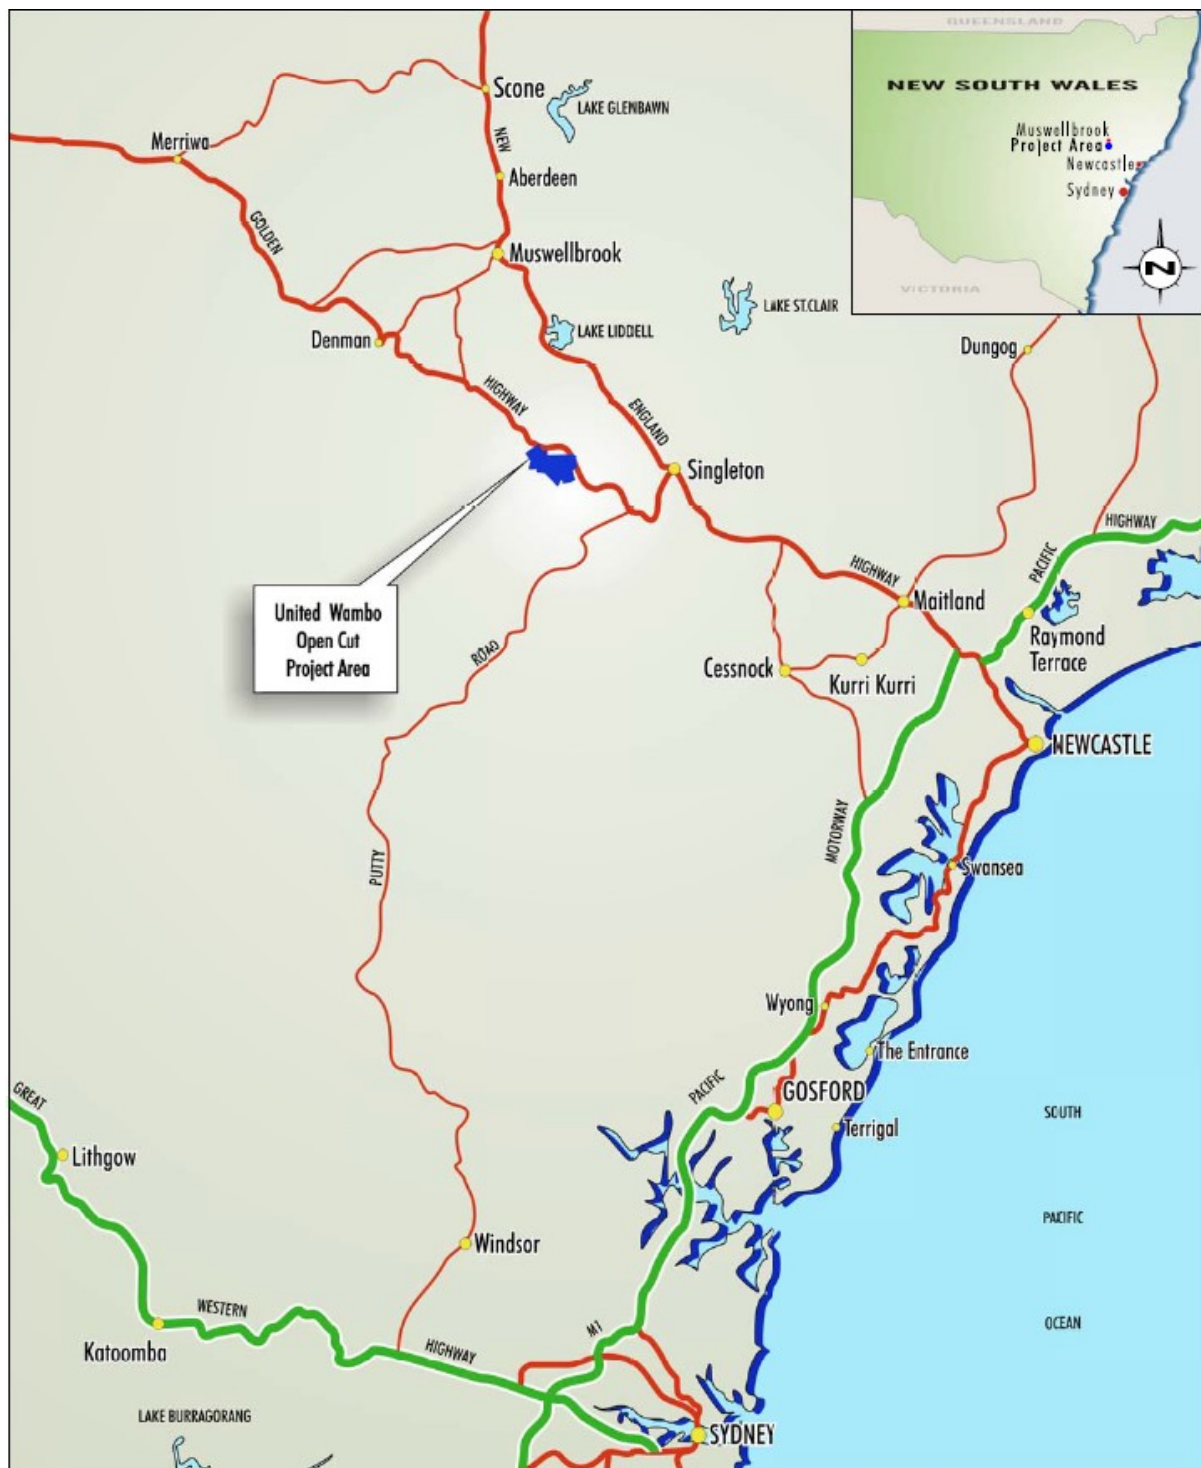 QUEENSLAND
NEW SOUTH WALES
Muswellbrook
Project Area
Newcastle
Sydney
VICTORIA
N
Scone
LAKE GLENBAWN
NEW
Merriwa
Aberdeen
GOLDEN
Muswellbrook
LAKE ST.CLAIR
LAKE LIDDELL
Denman
Dungog
HIGHWAY
ENGLAND
Singleton
HIGHWAY
PACIFIC
HIGHWAY
Maitland
United Wambo
Open Cut
Project Area
Raymond
Terrace
ROAD
Cessnock
Kurri Kurri
NEWCASTLE
MOTORWAY
PUTTY
Swansea
Wyong
The Entrance
PACIFIC
GOSFORD
GREAT
SOUTH
Terrigal
Lithgow
PACIFIC
Windsor
WESTERN
OCEAN
M1
HIGHWAY
Katoomba
LAKE BURRAGORANG
SYDNEY